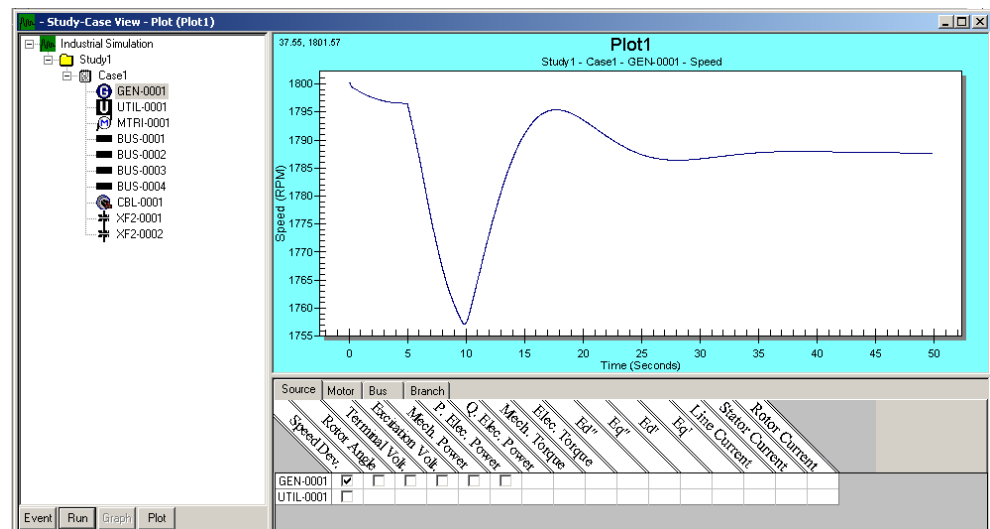 - Study-Case View - Plot (Plot1)
Industrial Simulation
Study1
Case1
GEN-0001
UTIL-0001
MTRI-0001
BUS-0001
BUS-0002
BUS-0003
BUS-0004
CBL-0001
XF2-0001
XF2-0002
Event Run Graph Plot
37.55, 1801.57
Plot1
Study1 - Case1 - GEN-0001 - Speed
Speed (RPM)
1800
1795
1790
1785
1780
1775
1770
1765
1760
1755
0 5 10 15 20 25 30 35 40 45 50
Time (Seconds)
Source Motor Bus Branch
Speed Dev.
Rotor Angle
Terminal Volt.
Excitation Volt.
Mech. Power
P. Elec. Power
Q. Elec. Power
Mech. Torque
Elec. Torque
Ed"
Eq"
Ed'
Eq'
Line Current
Stator Current
Rotor Current
GEN-0001
UTIL-0001